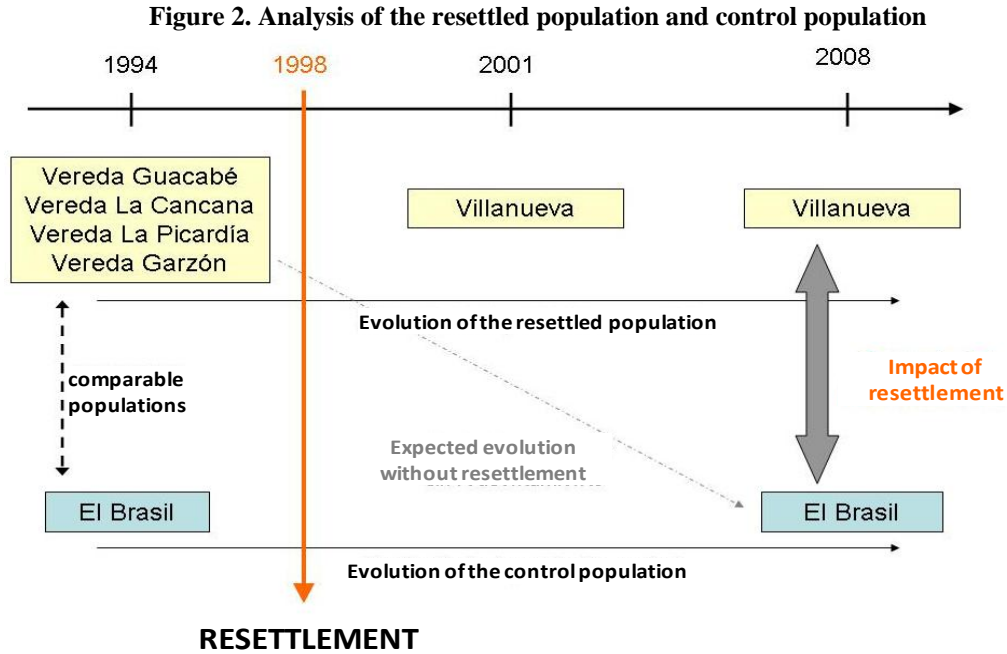 Figure 2. Analysis of the resettled population and control population
1994
1998
2001
2008
Vereda Guacabé
Vereda La Cancana
Vereda La Picardía
Vereda Garzón
Villanueva
Villanueva
Evolution of the resettled population
comparable
populations
Impact of
resettlement
Expected evolution
without resettlement
El Brasil
El Brasil
Evolution of the control population
RESETTLEMENT